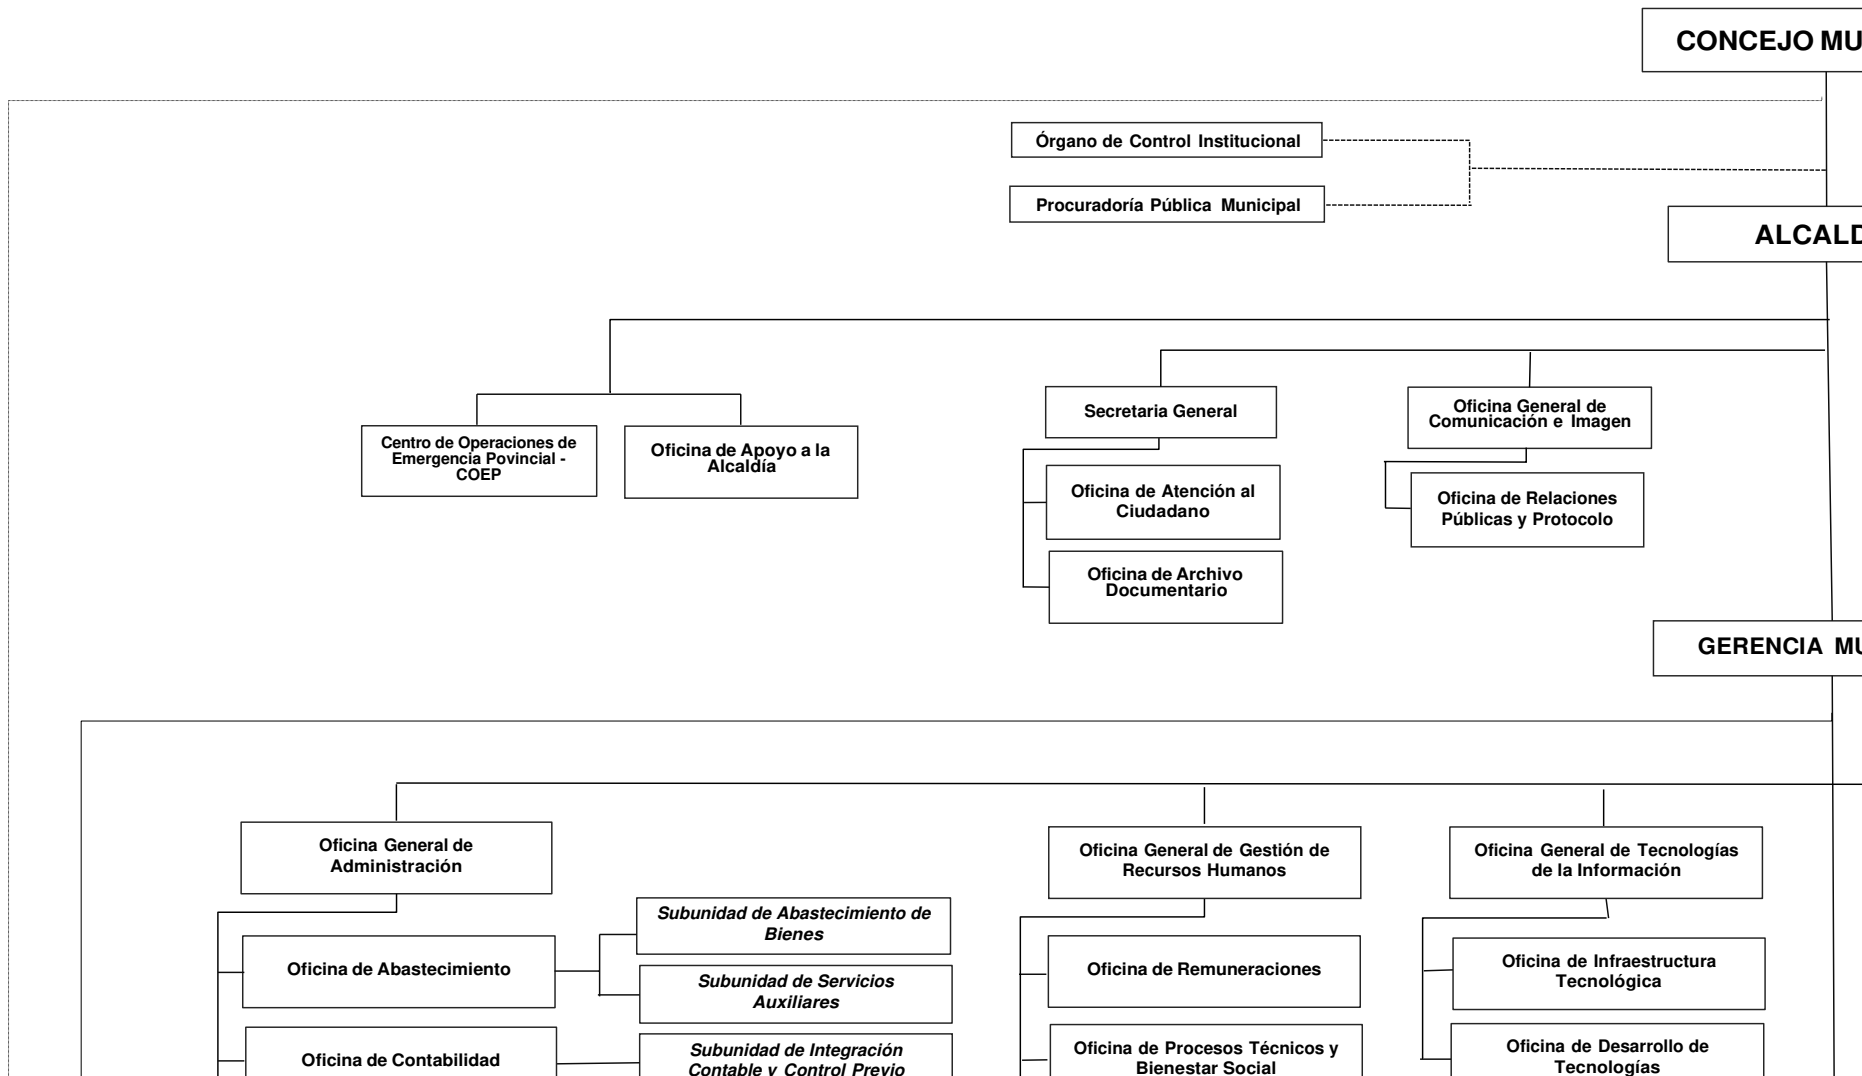 CONCEJO MU
Órgano de Control Institucional
Procuradoría Pública Municipal
ALCALD
Centro de Operaciones de
Emergencia Povincial -
COEP
Oficina de Apoyo a la
Alcaldía
Secretaria General
Oficina de Atención al
Ciudadano
Oficina de Archivo
Documentario
Oficina General de
Comunicación e Imagen
Oficina de Relaciones
Públicas y Protocolo
GERENCIA MU
Oficina General de
Administración
Oficina de Abastecimiento
Subunidad de Abastecimiento de
Bienes
Subunidad de Servicios
Auxiliares
Oficina de Contabilidad
Subunidad de Integración
Contable y Control Previo
Oficina General de Gestión de
Recursos Humanos
Oficina de Remuneraciones
Oficina de Procesos Técnicos y
Bienestar Social
Oficina General de Tecnologías
de la Información
Oficina de Infraestructura
Tecnológica
Oficina de Desarrollo de
Tecnologías